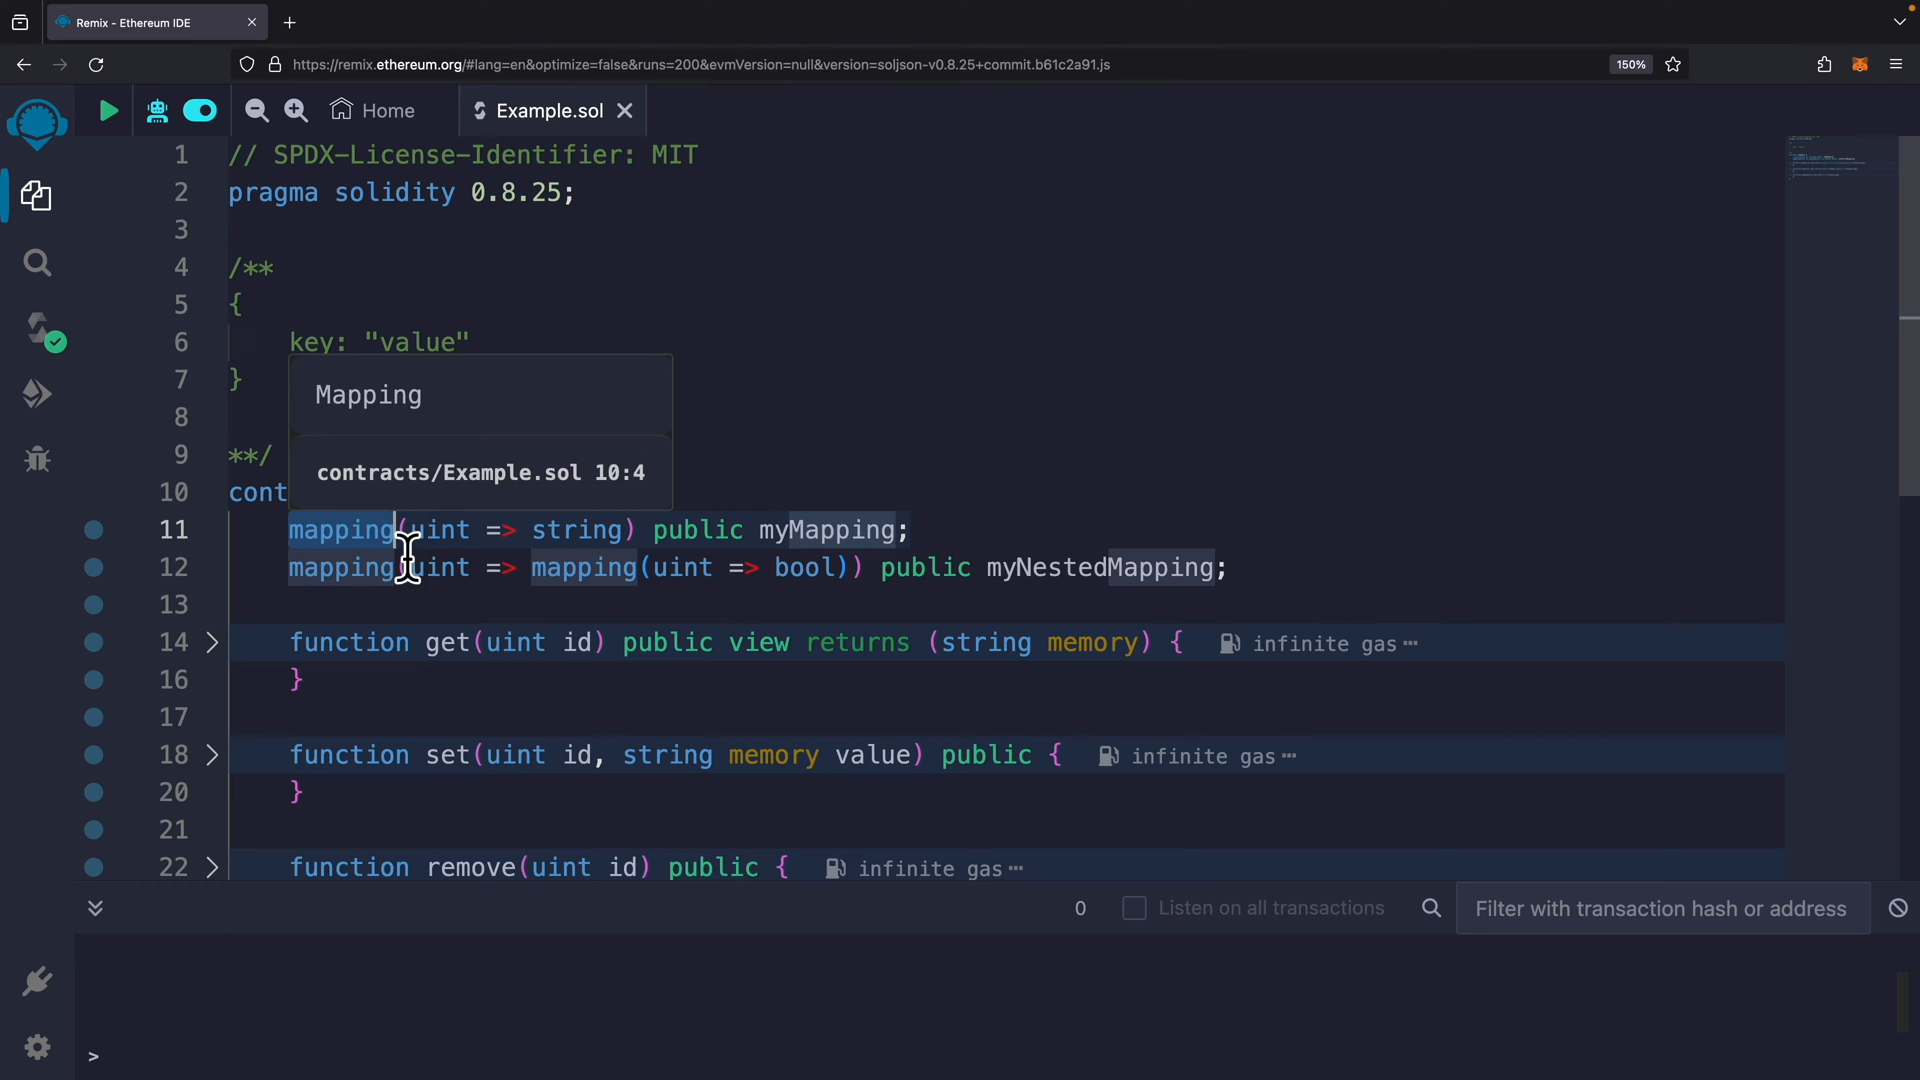 Remix - Ethereum IDE
https://remix.ethereum.org/#lang=en&optimize=false&runs=200&evmVersion=null&version=soljson-v0.8.25+commit.b61c2a91.js
150%
Home
Example.sol
1 // SPDX-License-Identifier: MIT
2 pragma solidity 0.8.25;
3
4 /**
5 {
6 key: "value"
7 }
8
9 **/
10 cont
Mapping
contracts/Example.sol 10:4
11 mapping(uint => string) public myMapping;
12 mapping(uint => mapping(uint => bool)) public myNestedMapping;
13
14 function get(uint id) public view returns (string memory) { infinite gas ⋯
16 }
17
18 function set(uint id, string memory value) public { infinite gas ⋯
20 }
21
22 function remove(uint id) public { infinite gas ⋯
0
Listen on all transactions
Filter with transaction hash or address
>